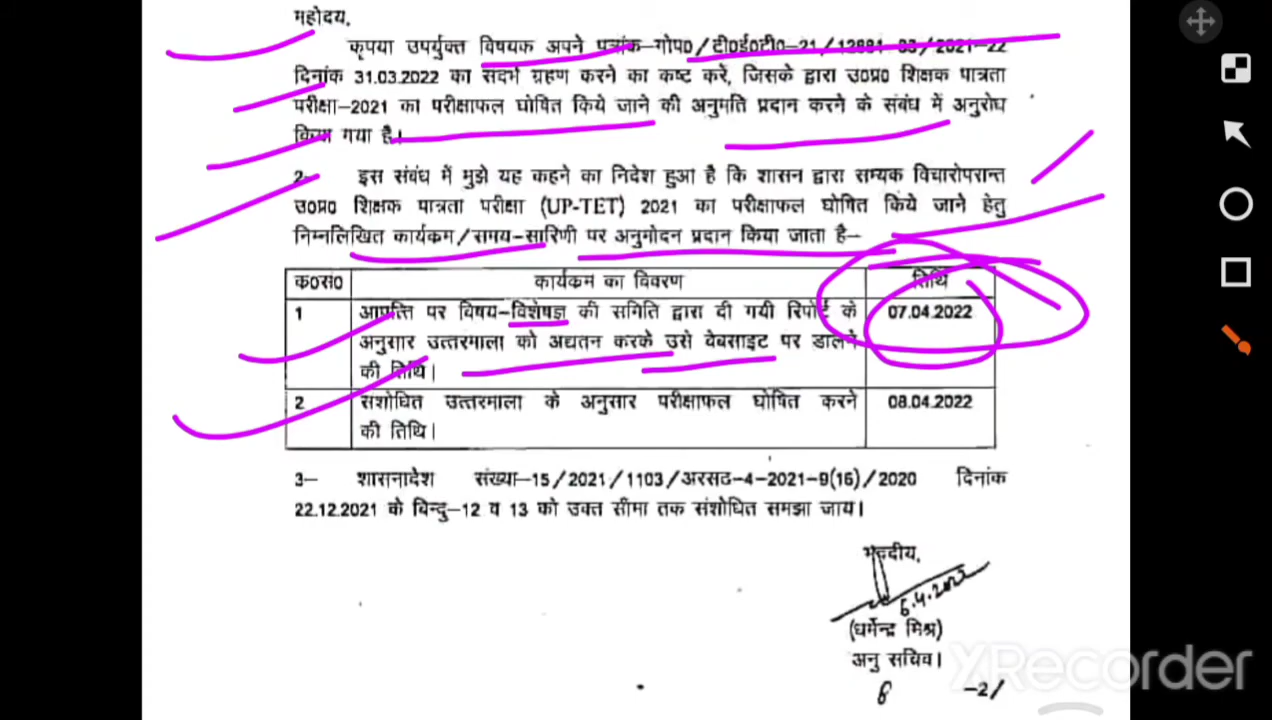 महोदय,
कृपया उपर्युक्त विषयक अपने पत्रांक-गोप0/टी0ई0टी0-21/12881-03/2021-22
दिनांक 31.03.2022 का संदर्भ ग्रहण करने का कष्ट करें, जिसके द्वारा उ0प्र0 शिक्षक पात्रता
परीक्षा-2021 का परीक्षाफल घोषित किये जाने की अनुमति प्रदान करने के संबंध में अनुरोध
किया गया है।
2- इस संबंध में मुझे यह कहने का निदेश हुआ है कि शासन द्वारा सम्यक विचारोपरान्त
उ0प्र0 शिक्षक पात्रता परीक्षा (UP-TET) 2021 का परीक्षाफल घोषित किये जाने हेतु
निम्नलिखित कार्यक्रम/समय-सारिणी पर अनुमोदन प्रदान किया जाता है-
क0सं0 कार्यक्रम का विवरण तिथि
1 आपत्ति पर विषय-विशेषज्ञ की समिति द्वारा दी गयी रिपोर्ट के 07.04.2022
अनुसार उत्तरमाला को अद्यतन करके उसे वेबसाइट पर डालने
की तिथि।
2 संशोधित उत्तरमाला के अनुसार परीक्षाफल घोषित करने 08.04.2022
की तिथि।
3- शासनादेश संख्या-15/2021/1103/अरसठ-4-2021-9(16)/2020 दिनांक
22.12.2021 के बिन्दु-12 व 13 को उक्त सीमा तक संशोधित समझा जाय।
भवदीय,
6.4.2022
(धर्मेन्द्र मिश्र)
अनु सचिव।
-2/
XRecorder